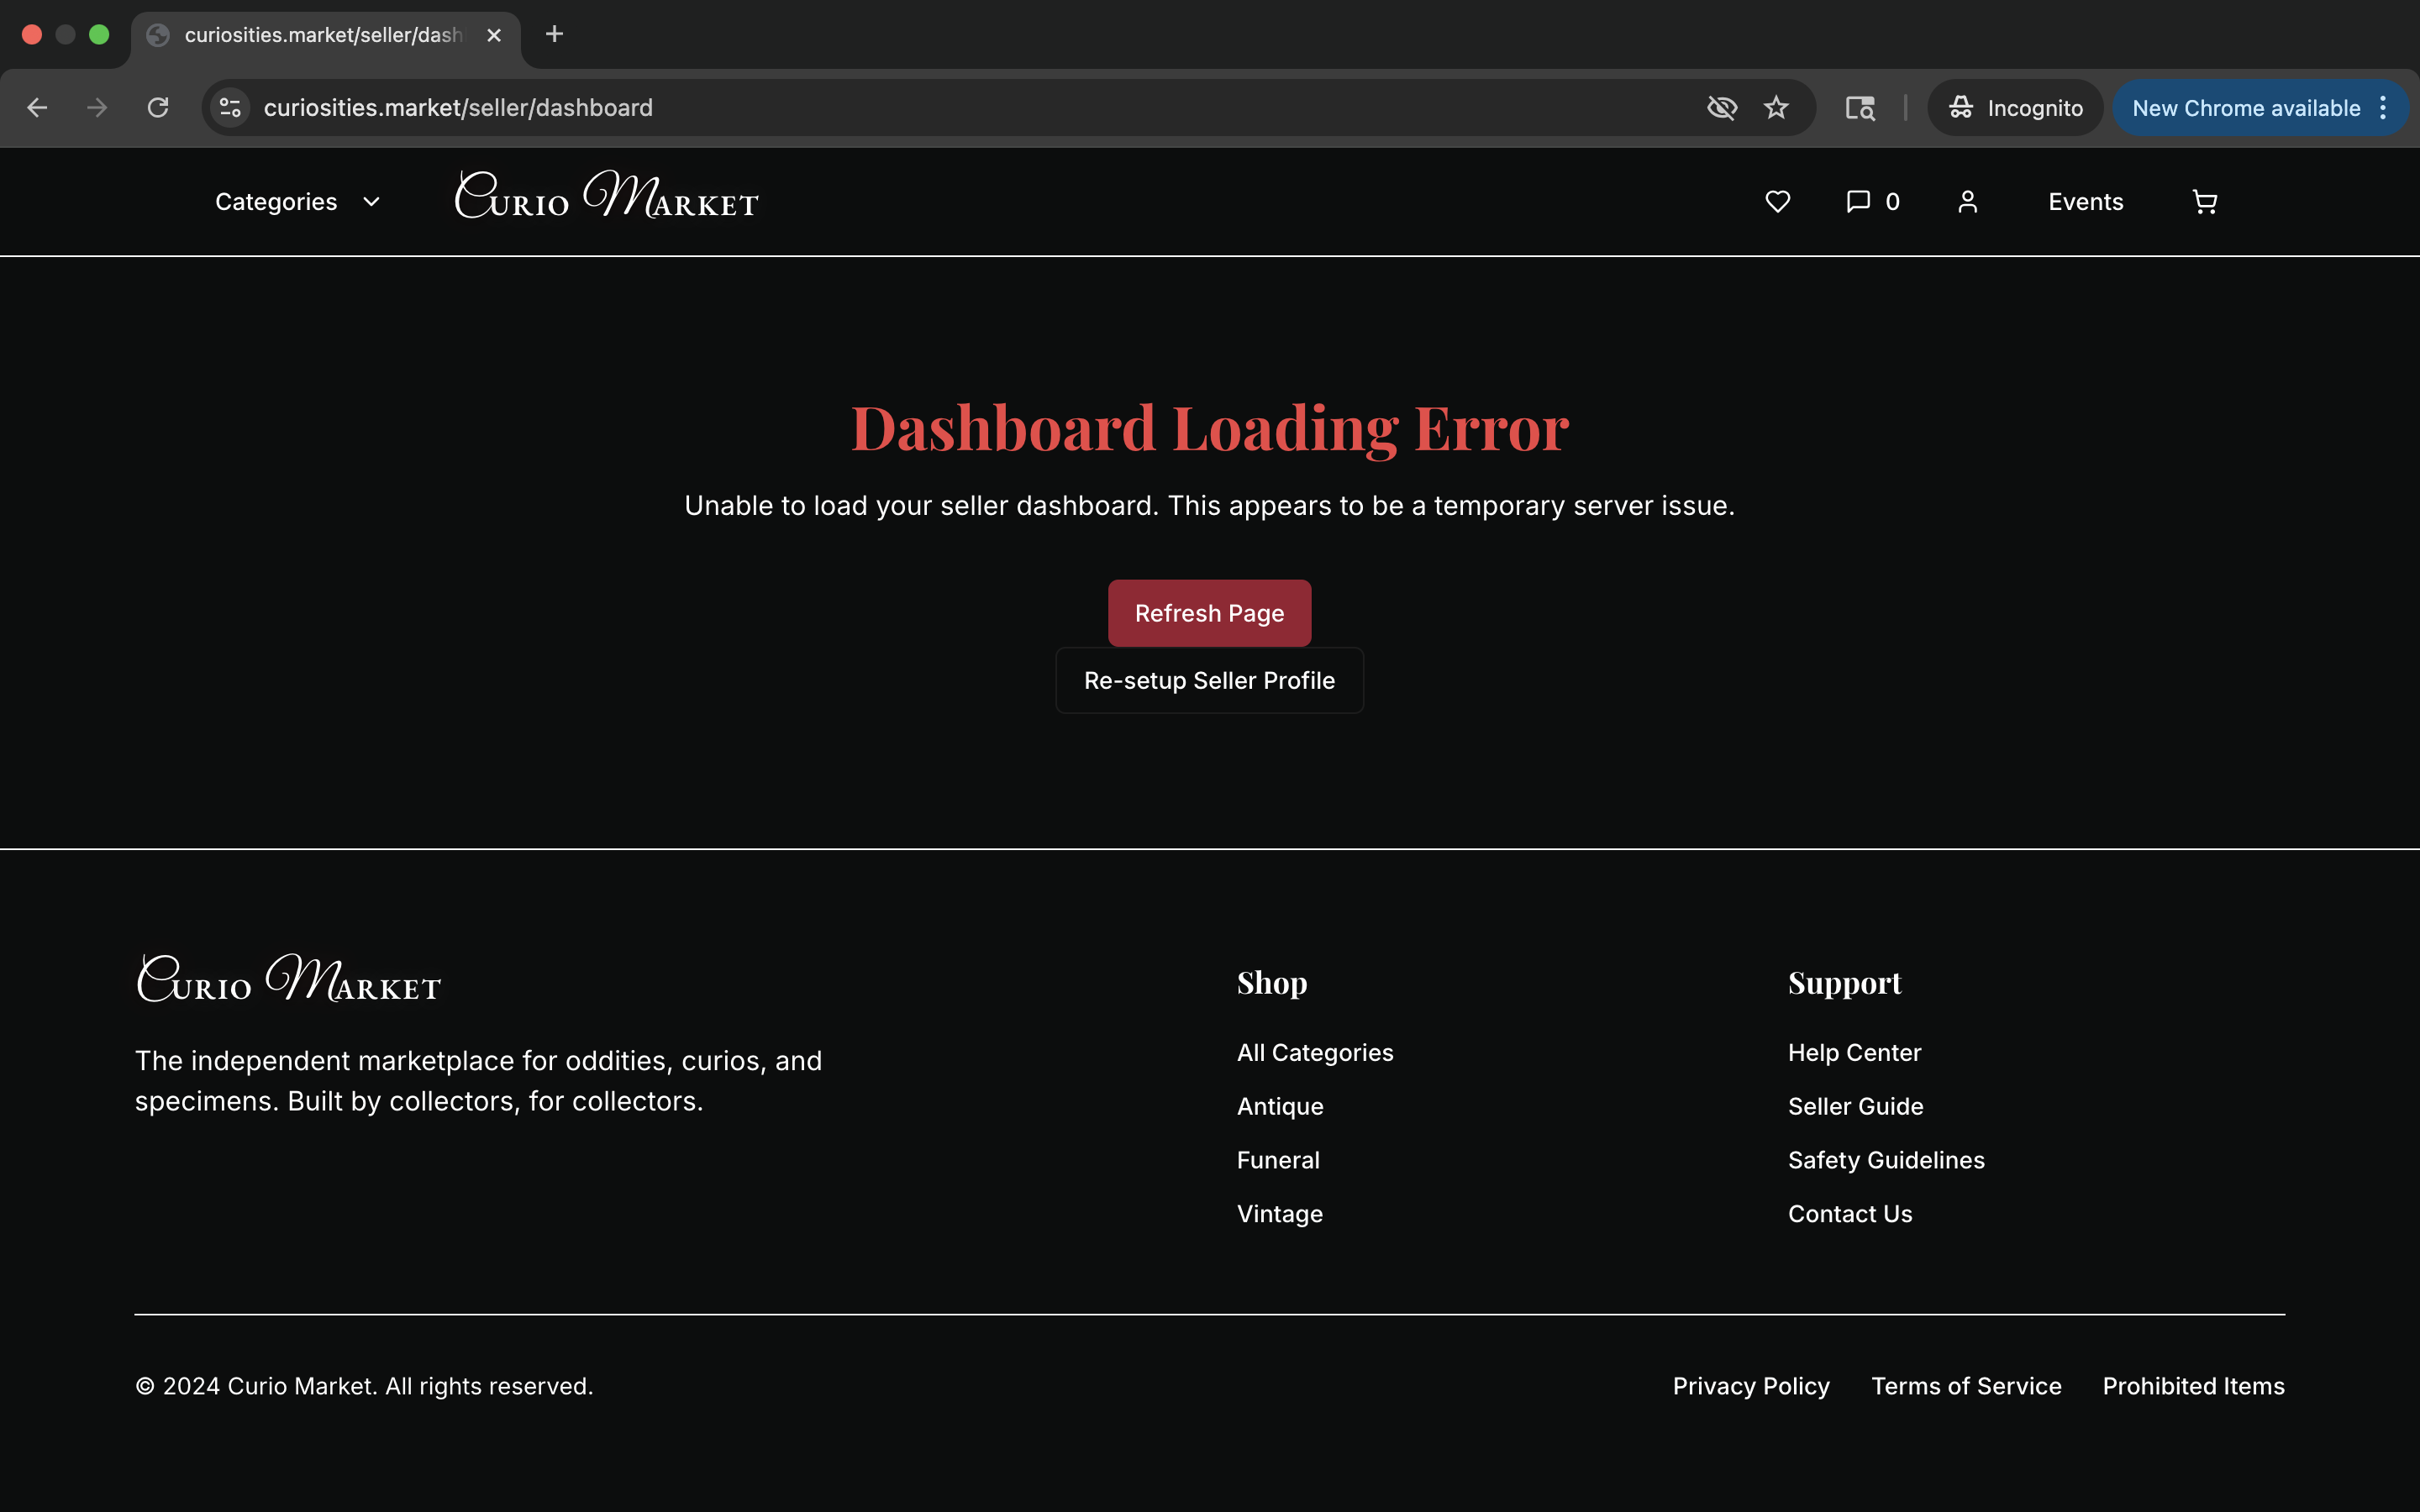 curiosities.market/seller/dash
curiosities.market/seller/dashboard
Incognito
New Chrome available
Categories
Curio Market
0
Events
Dashboard Loading Error
Unable to load your seller dashboard. This appears to be a temporary server issue.
Refresh Page
Re-setup Seller Profile
Curio Market
The independent marketplace for oddities, curios, and
specimens. Built by collectors, for collectors.
Shop
All Categories
Antique
Funeral
Vintage
Support
Help Center
Seller Guide
Safety Guidelines
Contact Us
© 2024 Curio Market. All rights reserved.
Privacy Policy
Terms of Service
Prohibited Items